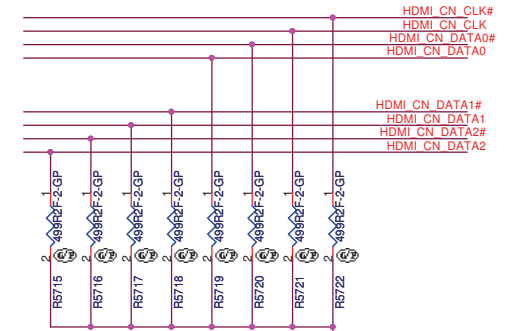 HDMI_CN_CLK#
HDMI_CN_CLK
HDMI_CN_DATA0#
HDMI_CN_DATA0
HDMI_CN_DATA1#
HDMI_CN_DATA1
HDMI_CN_DATA2#
HDMI_CN_DATA2
1 2 499R2F-2-GP R5715
1 2 499R2F-2-GP R5716
1 2 499R2F-2-GP R5717
1 2 499R2F-2-GP R5718
1 2 499R2F-2-GP R5719
1 2 499R2F-2-GP R5720
1 2 499R2F-2-GP R5721
1 2 499R2F-2-GP R5722